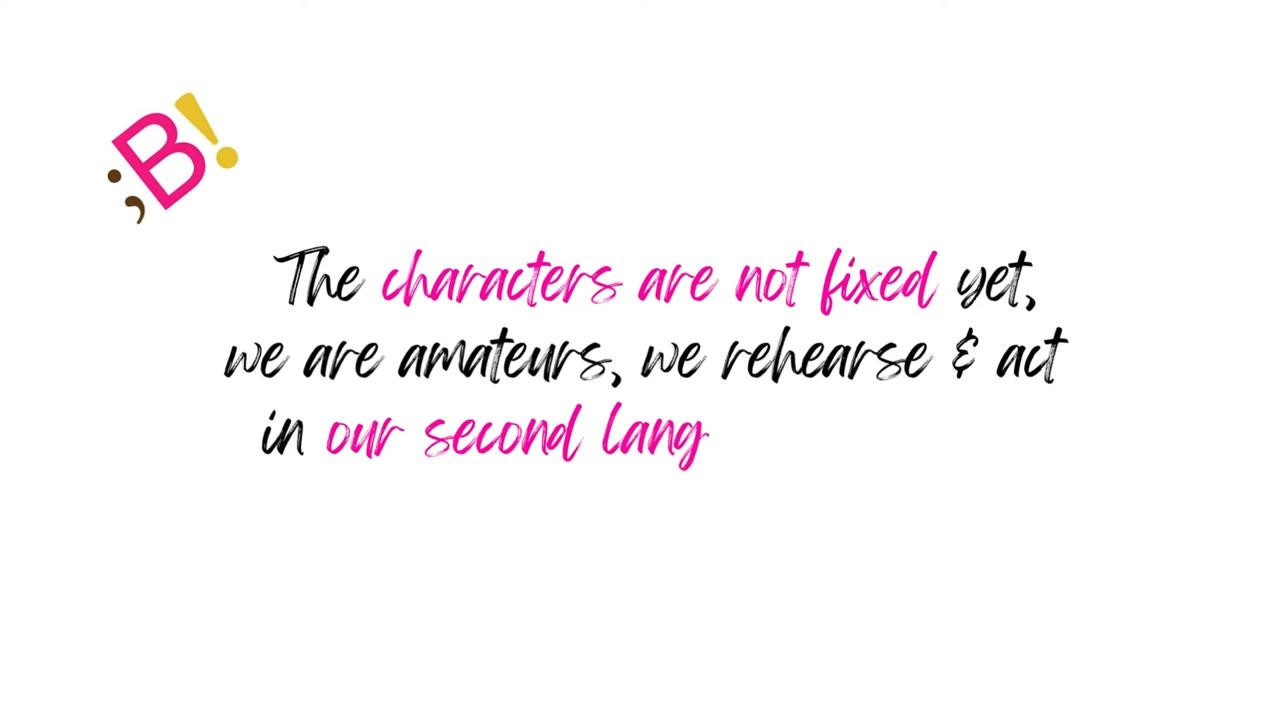 ;B!
The characters are not fixed yet,
we are amateurs, we rehearse & act
in our second lang